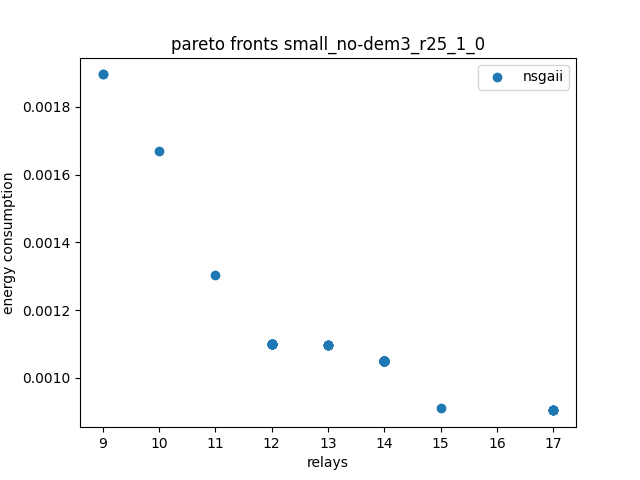 pareto fronts small_no-dem3_r25_1_0
nsgaii
energy consumption
0.0018
0.0016
0.0014
0.0012
0.0010
9 10 11 12 13 14 15 16 17
relays